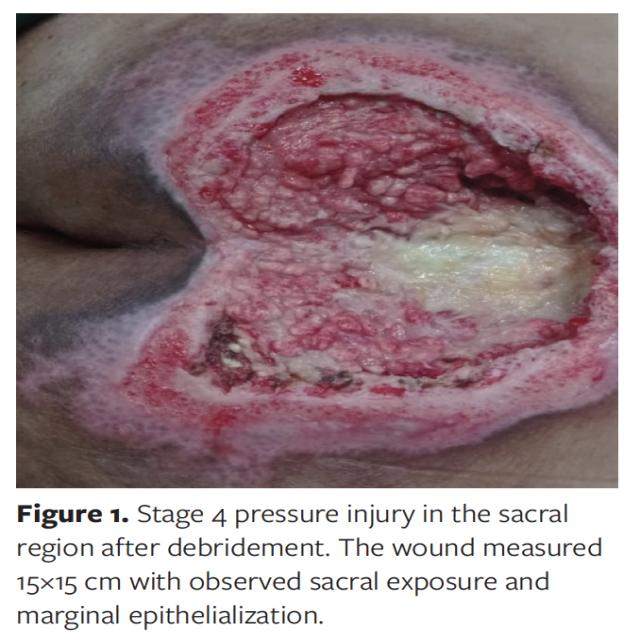 Figure 1. Stage 4 pressure injury in the sacral
region after debridement. The wound measured
15×15 cm with observed sacral exposure and
marginal epithelialization.